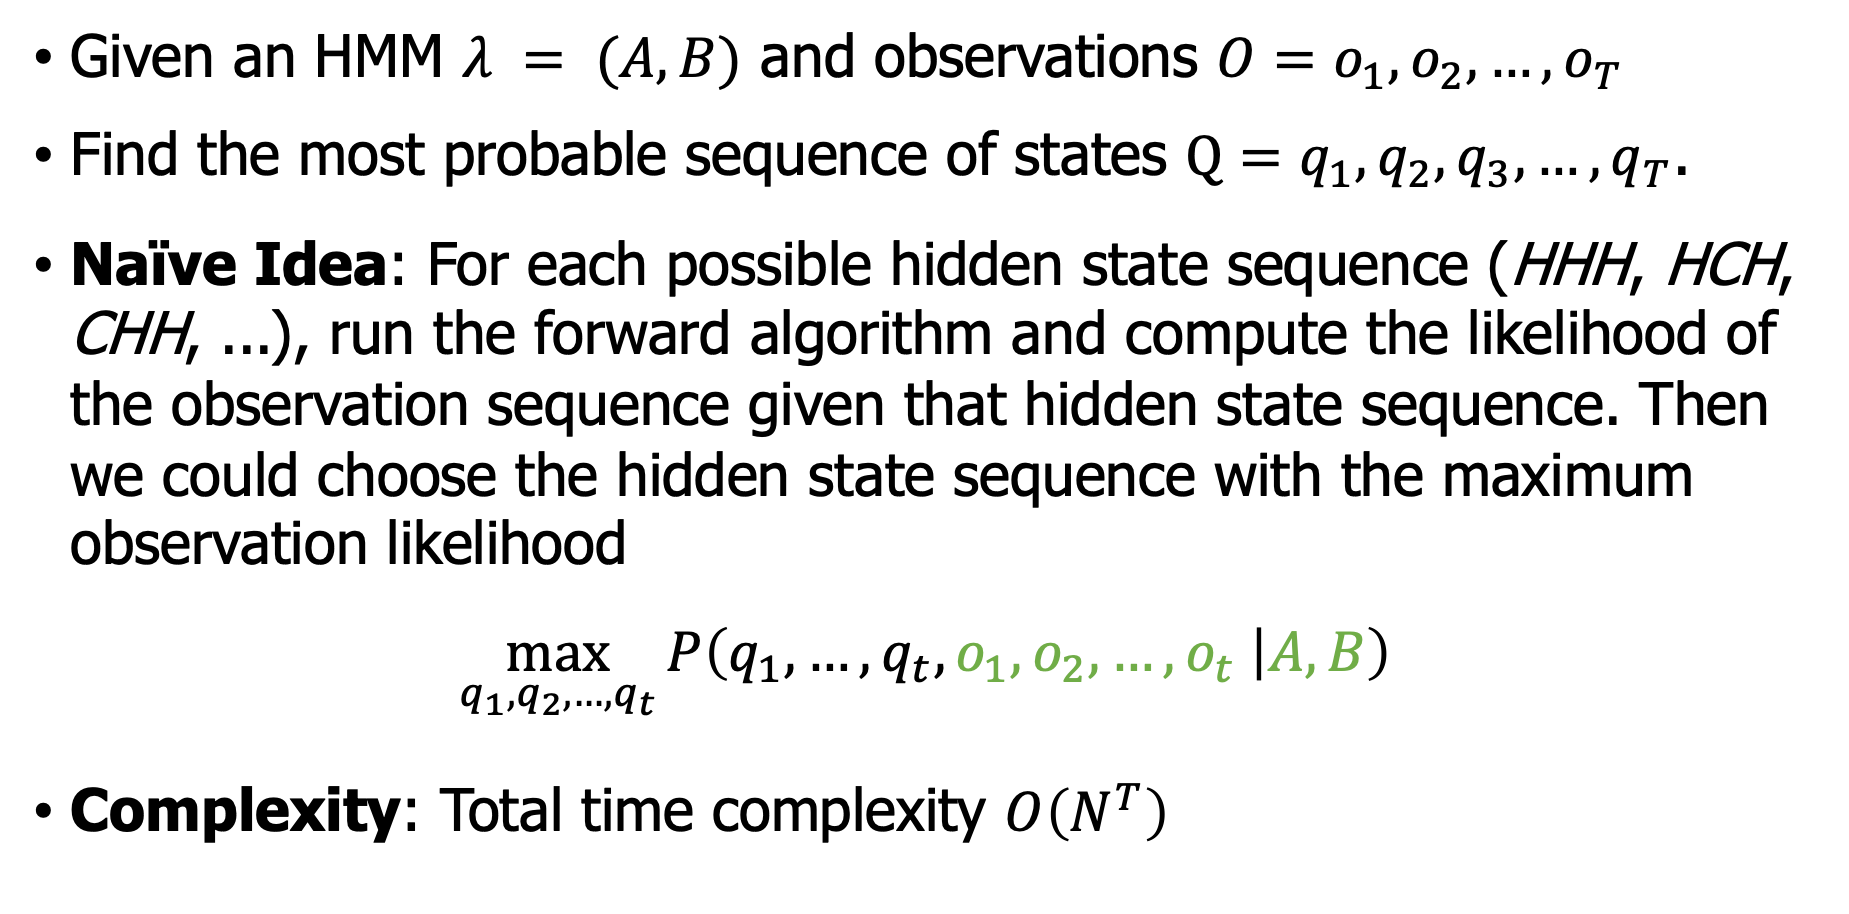 • Given an HMM λ = (A, B) and observations O = o₁, o₂, … , o_T
• Find the most probable sequence of states Q = q₁, q₂, q₃, … , q_T.
• Naïve Idea: For each possible hidden state sequence (HHH, HCH,
CHH, ...), run the forward algorithm and compute the likelihood of
the observation sequence given that hidden state sequence. Then
we could choose the hidden state sequence with the maximum
observation likelihood
max P(q₁, … , q_t, o₁, o₂, … , o_t |A, B)
q₁,q₂,…,q_t
• Complexity: Total time complexity O(N^T)